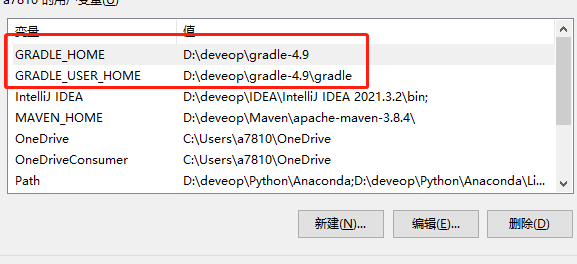 a7810 的用户变量(U)
变量 值
GRADLE_HOME D:\deveop\gradle-4.9
GRADLE_USER_HOME D:\deveop\gradle-4.9\gradle
IntelliJ IDEA D:\deveop\IDEA\IntelliJ IDEA 2021.3.2\bin;
MAVEN_HOME D:\deveop\Maven\apache-maven-3.8.4\
OneDrive C:\Users\a7810\OneDrive
OneDriveConsumer C:\Users\a7810\OneDrive
Path D:\deveop\Python\Anaconda;D:\deveop\Python\Anaconda\Li...
新建(N)... 编辑(E)... 删除(D)